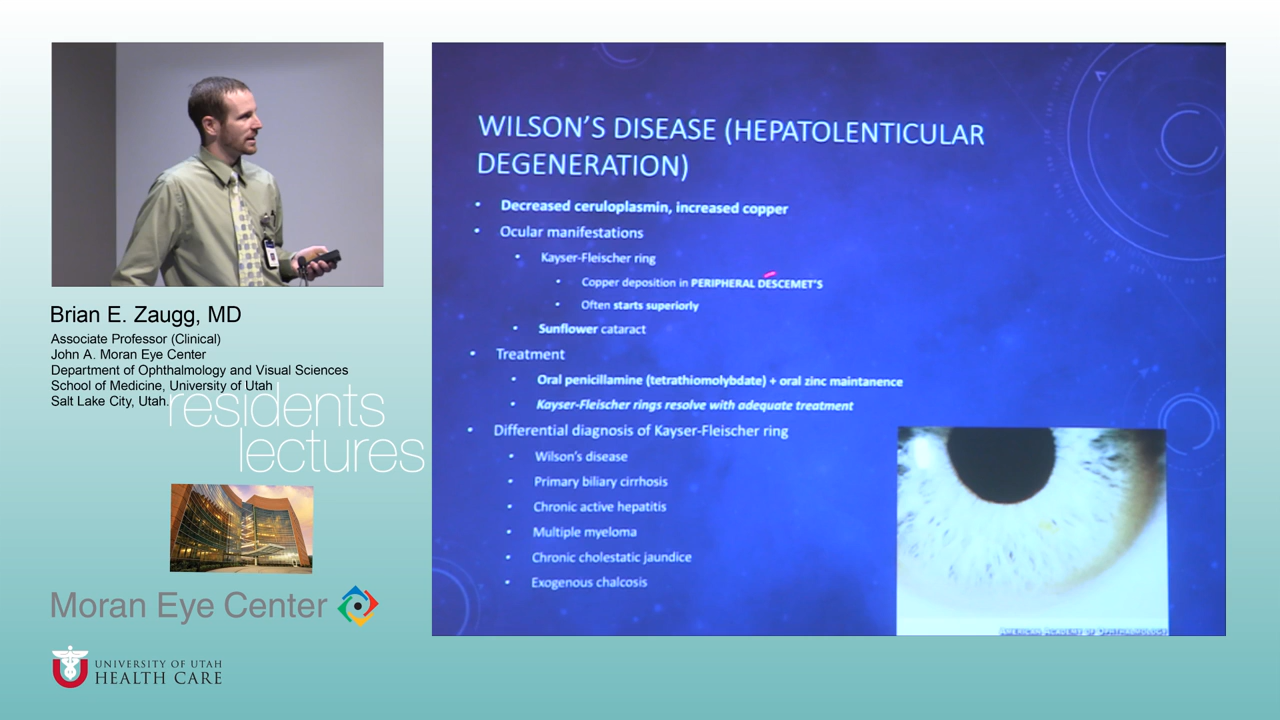 Brian E. Zaugg, MD
Associate Professor (Clinical)
John A. Moran Eye Center
Department of Ophthalmology and Visual Sciences
School of Medicine, University of Utah
Salt Lake City, Utah.
residents
lectures
Moran Eye Center
UNIVERSITY OF UTAH
HEALTH CARE
WILSON'S DISEASE (HEPATOLENTICULAR
DEGENERATION)
• Decreased ceruloplasmin, increased copper
• Ocular manifestations
• Kayser-Fleischer ring
• Copper deposition in PERIPHERAL DESCEMET'S
• Often starts superiorly
• Sunflower cataract
• Treatment
• Oral penicillamine (tetrathiomolybdate) + oral zinc maintanence
• Kayser-Fleischer rings resolve with adequate treatment
• Differential diagnosis of Kayser-Fleischer ring
• Wilson's disease
• Primary biliary cirrhosis
• Chronic active hepatitis
• Multiple myeloma
• Chronic cholestatic jaundice
• Exogenous chalcosis
AMERICAN ACADEMY OF OPHTHALMOLOGY